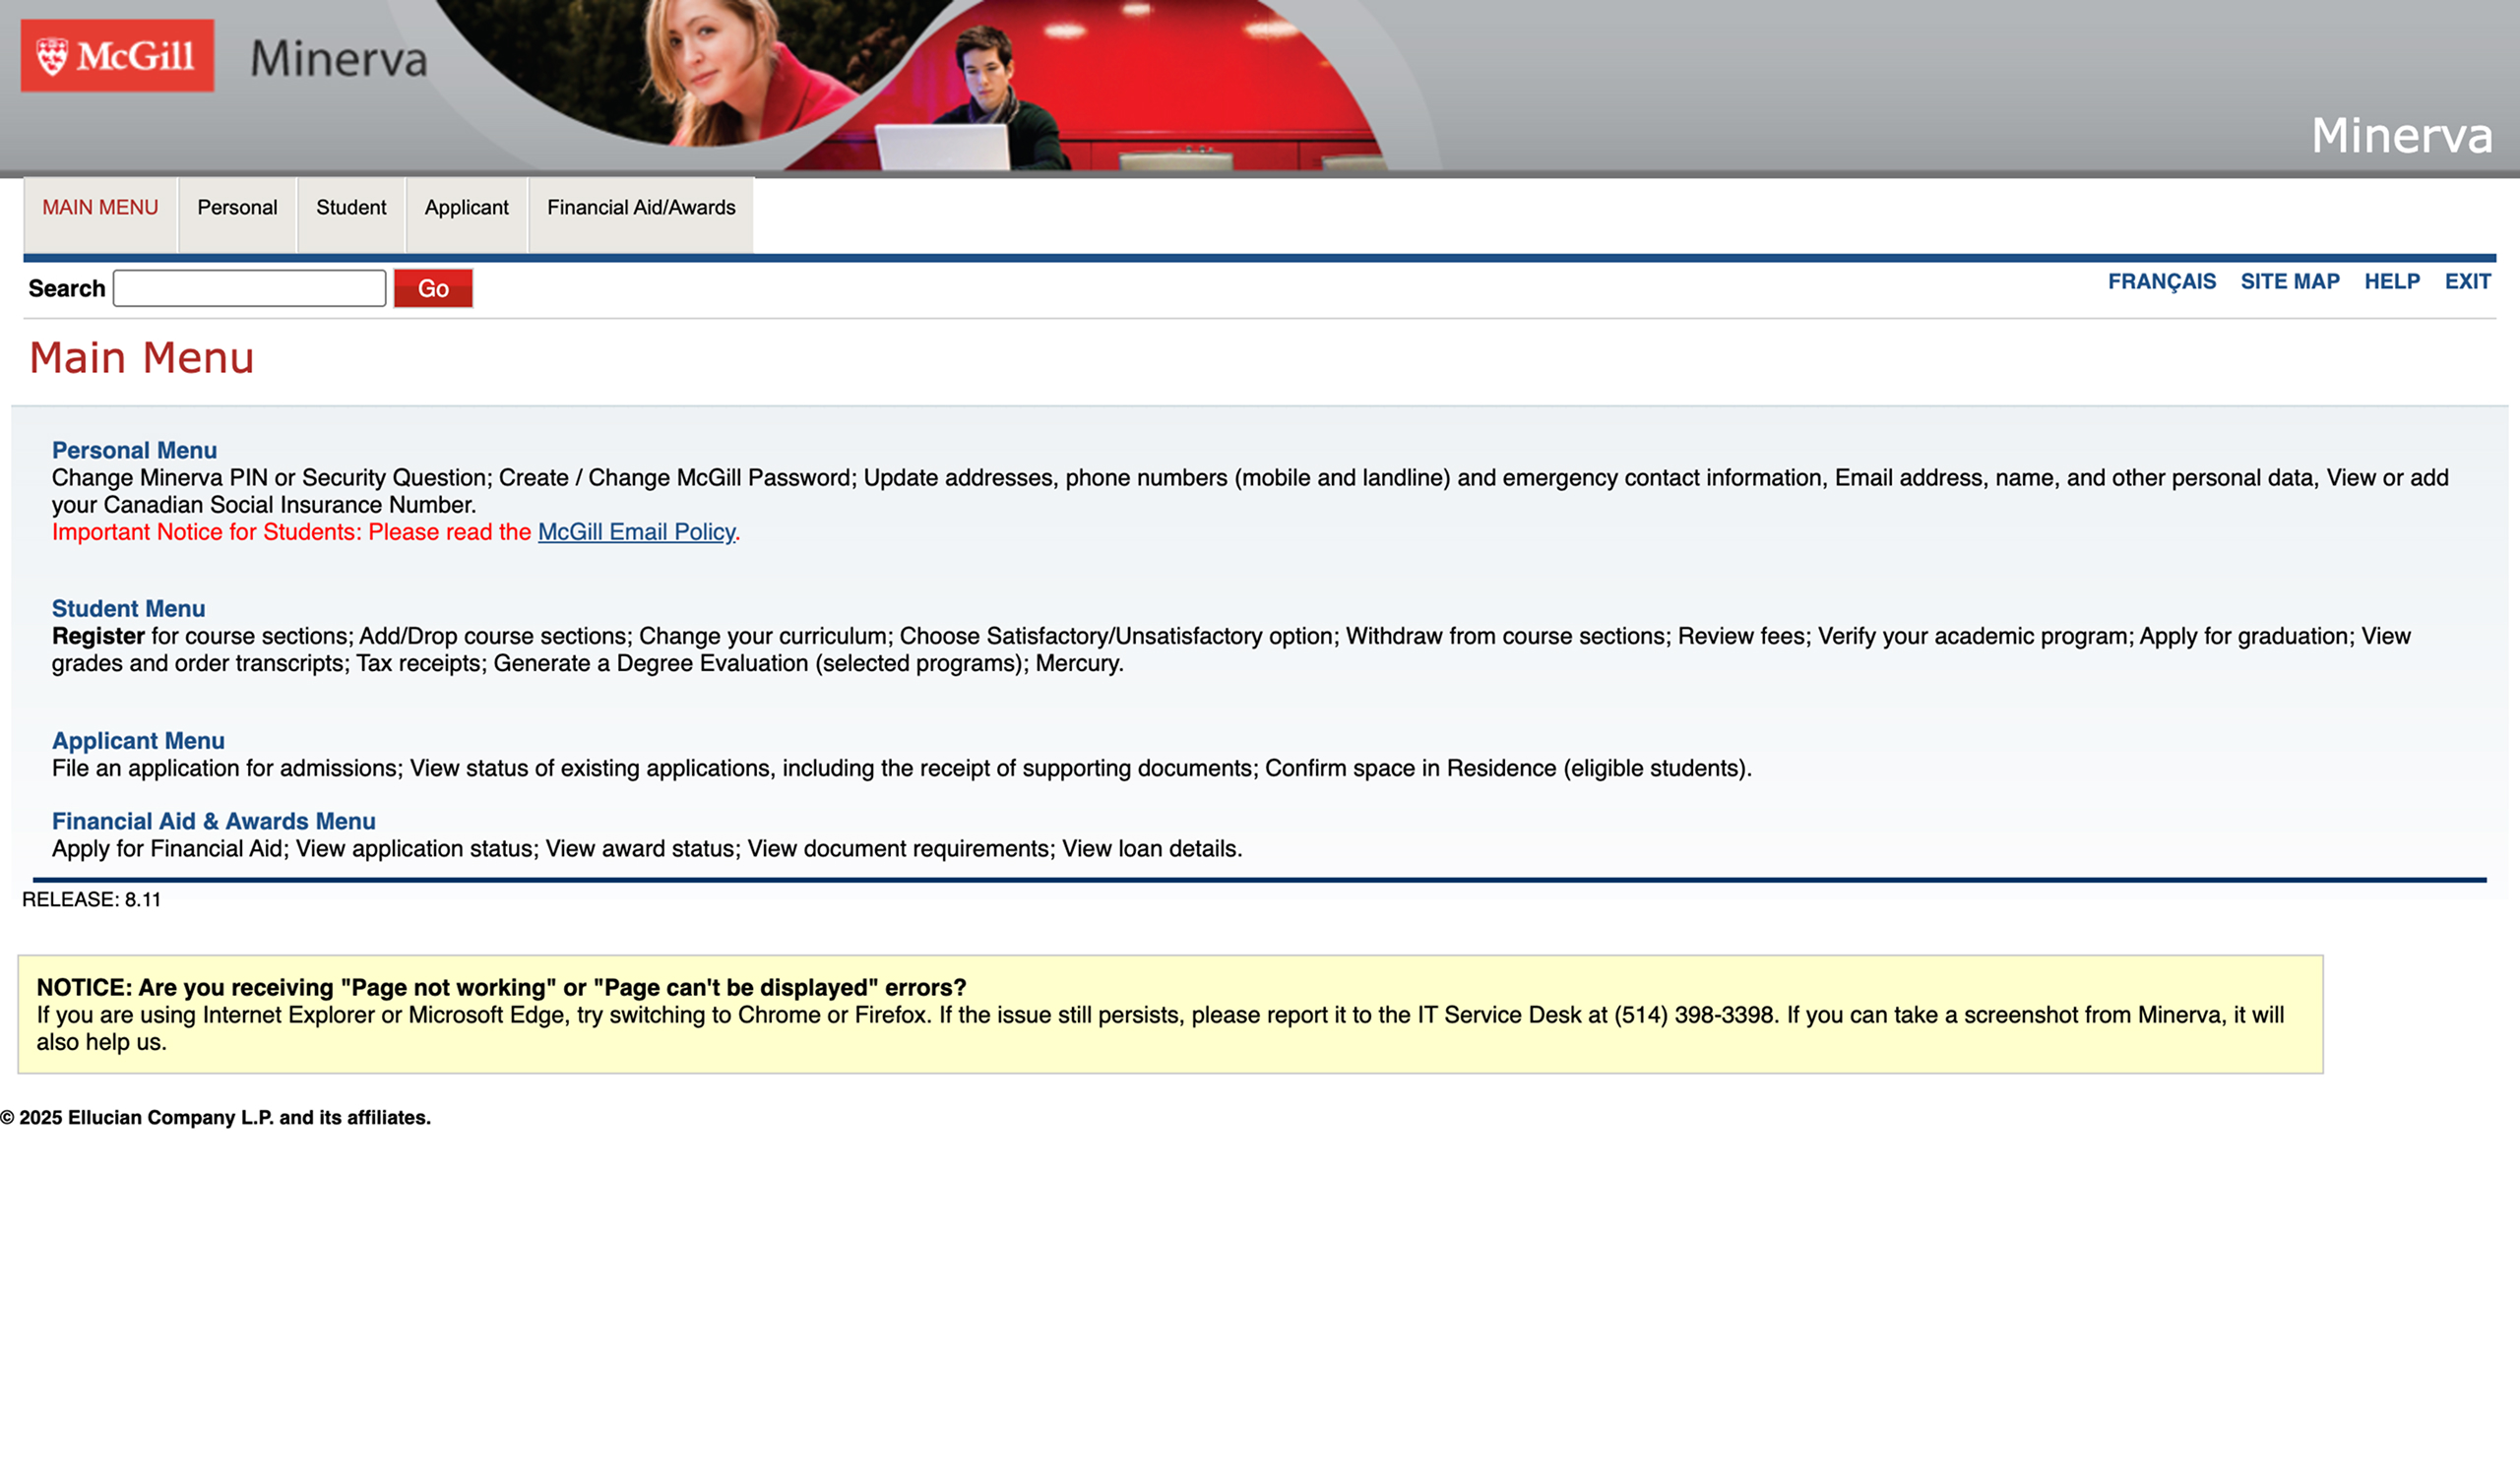 McGill Minerva
Minerva
MAIN MENU Personal Student Applicant Financial Aid/Awards
Search Go FRANÇAIS SITE MAP HELP EXIT
Main Menu
Personal Menu
Change Minerva PIN or Security Question; Create / Change McGill Password; Update addresses, phone numbers (mobile and landline) and emergency contact information, Email address, name, and other personal data, View or add
your Canadian Social Insurance Number.
Important Notice for Students: Please read the McGill Email Policy.
Student Menu
Register for course sections; Add/Drop course sections; Change your curriculum; Choose Satisfactory/Unsatisfactory option; Withdraw from course sections; Review fees; Verify your academic program; Apply for graduation; View
grades and order transcripts; Tax receipts; Generate a Degree Evaluation (selected programs); Mercury.
Applicant Menu
File an application for admissions; View status of existing applications, including the receipt of supporting documents; Confirm space in Residence (eligible students).
Financial Aid & Awards Menu
Apply for Financial Aid; View application status; View award status; View document requirements; View loan details.
RELEASE: 8.11
NOTICE: Are you receiving "Page not working" or "Page can't be displayed" errors?
If you are using Internet Explorer or Microsoft Edge, try switching to Chrome or Firefox. If the issue still persists, please report it to the IT Service Desk at (514) 398-3398. If you can take a screenshot from Minerva, it will
also help us.
© 2025 Ellucian Company L.P. and its affiliates.